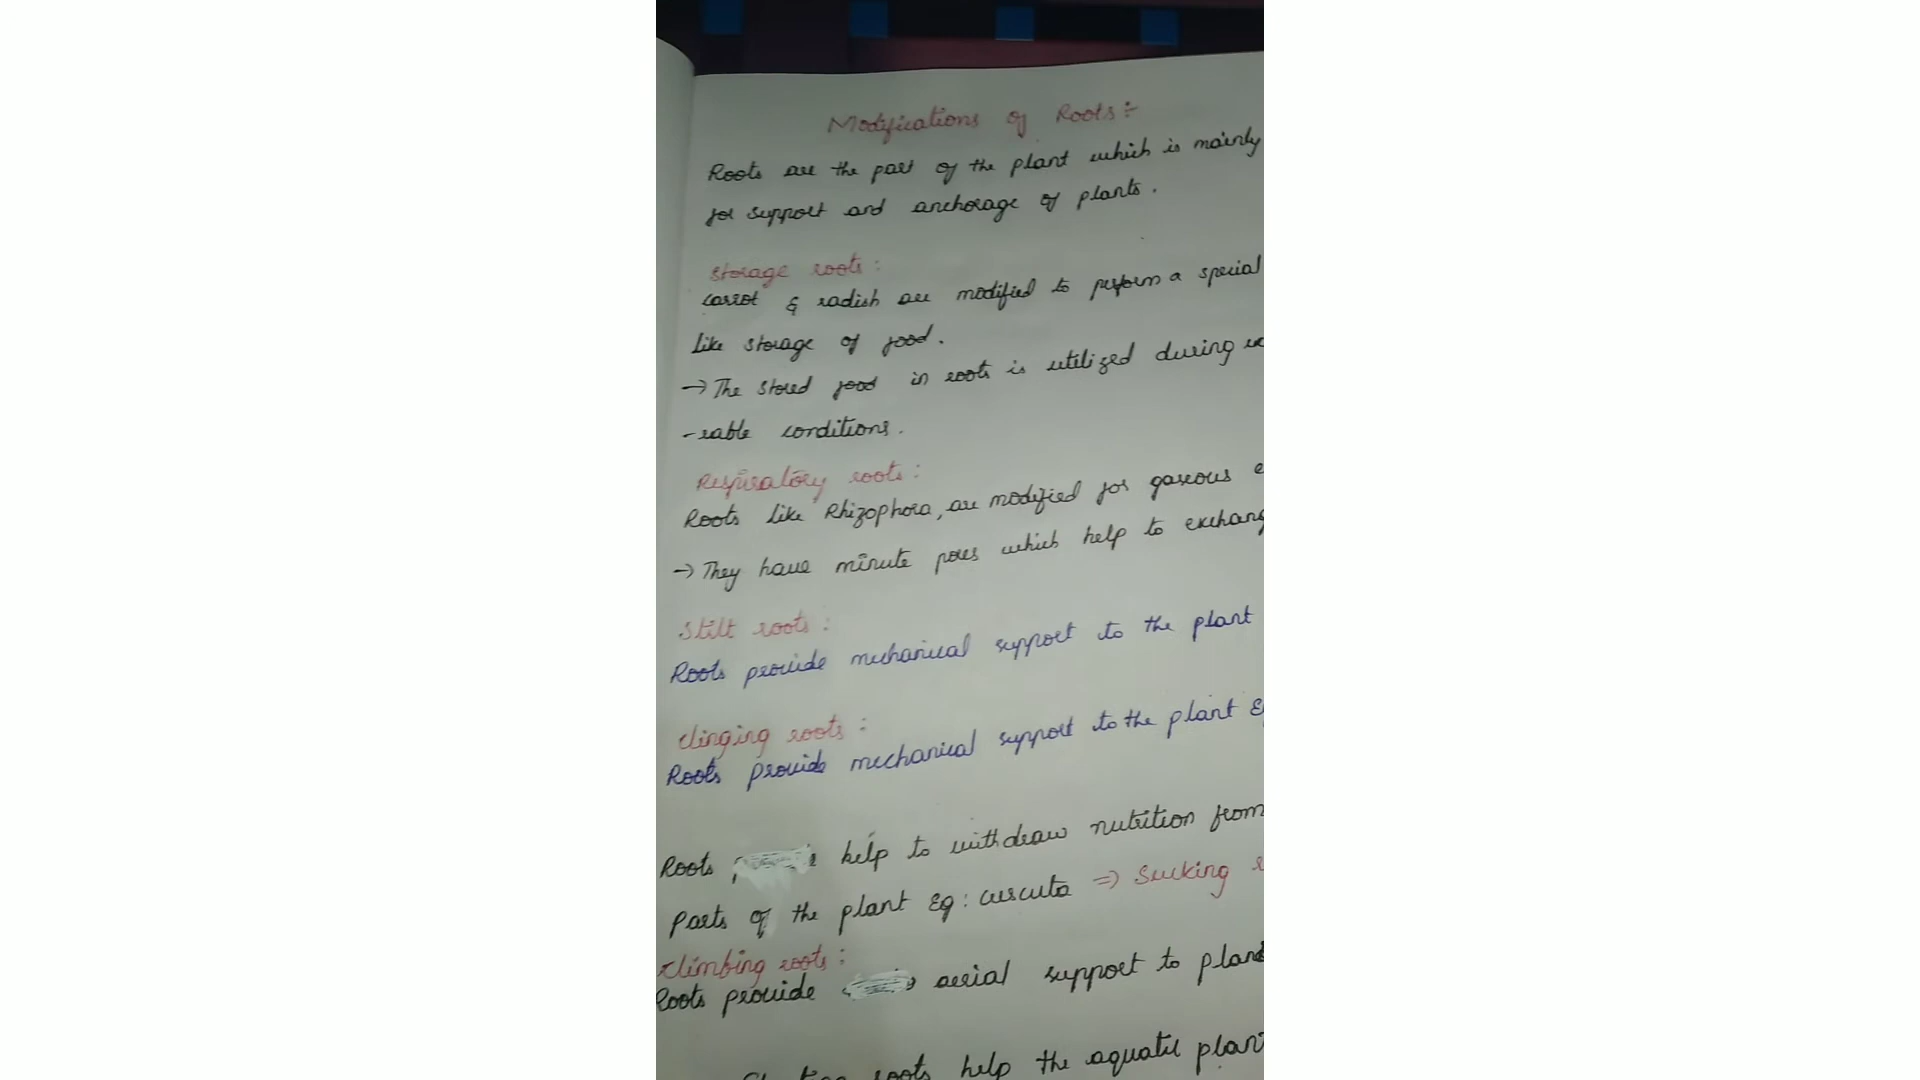 Modifications of Roots:-
Roots are the part of the plant which is mainly
for support and anchorage of plants.
Storage roots:
carrot & radish are modified to perform a special
like storage of food.
→ The stored food in roots is utilized during
-rable conditions.
Respiratory roots:
Roots like Rhizophora, are modified for gaseous e
→ They have minute pores which help to exchang
Stilt roots:
Roots provide mechanical support to the plant
clinging roots:
Roots provide mechanical support to the plant E
Roots help to withdraw nutrition from
parts of the plant Eg: cuscuta ⇒ Sucking r
climbing roots:
Roots provide aerial support to plant
roots help the aquatic plant